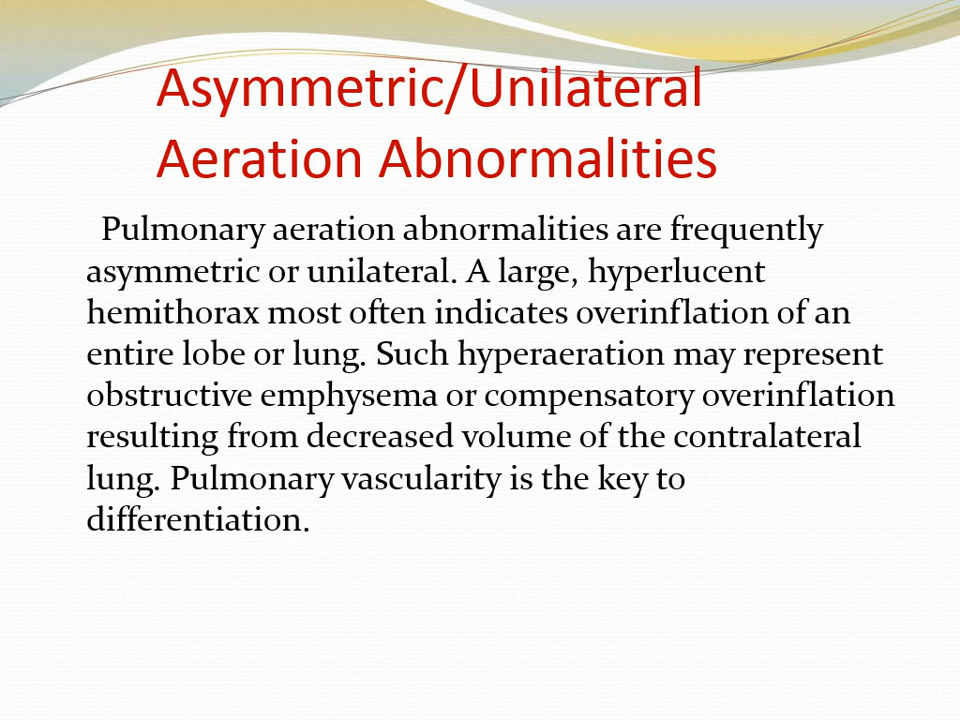 Asymmetric/Unilateral
Aeration Abnormalities
Pulmonary aeration abnormalities are frequently
asymmetric or unilateral. A large, hyperlucent
hemithorax most often indicates overinflation of an
entire lobe or lung. Such hyperaeration may represent
obstructive emphysema or compensatory overinflation
resulting from decreased volume of the contralateral
lung. Pulmonary vascularity is the key to
differentiation.